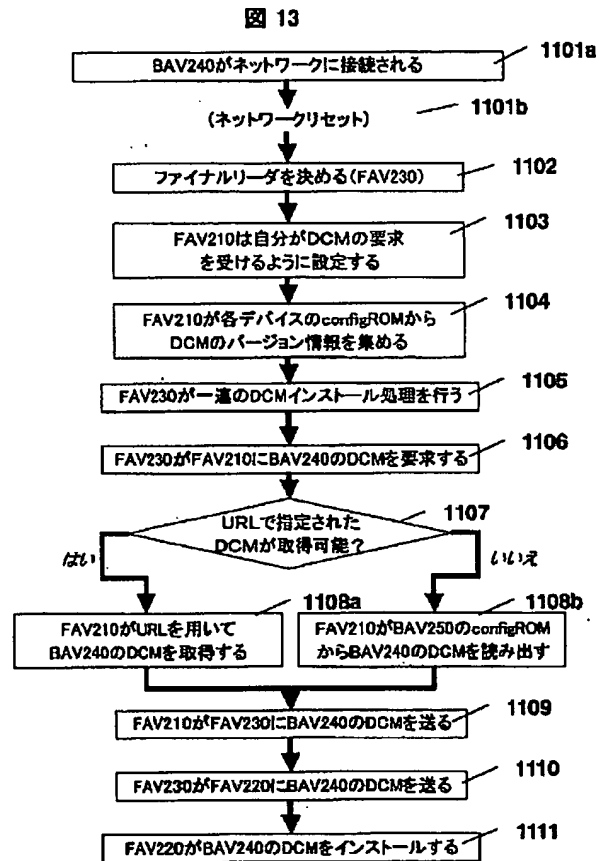 図 13
1101a
BAV240がネットワークに接続される
1101b
(ネットワークリセット)
1102
ファイナルリーダを決める(FAV230)
1103
FAV210は自分がDCMの要求
を受けるように設定する
1104
FAV210が各デバイスのconfigROMから
DCMのバージョン情報を集める
1105
FAV230が一連のDCMインストール処理を行う
1106
FAV230がFAV210にBAV240のDCMを要求する
1107
URLで指定された
DCMが取得可能?
はい
いいえ
1108a
1108b
FAV210がURLを用いて
BAV240のDCMを取得する
FAV210がBAV250のconfigROM
からBAV240のDCMを読み出す
1109
FAV210がFAV230にBAV240のDCMを送る
1110
FAV230がFAV220にBAV240のDCMを送る
1111
FAV220がBAV240のDCMをインストールする